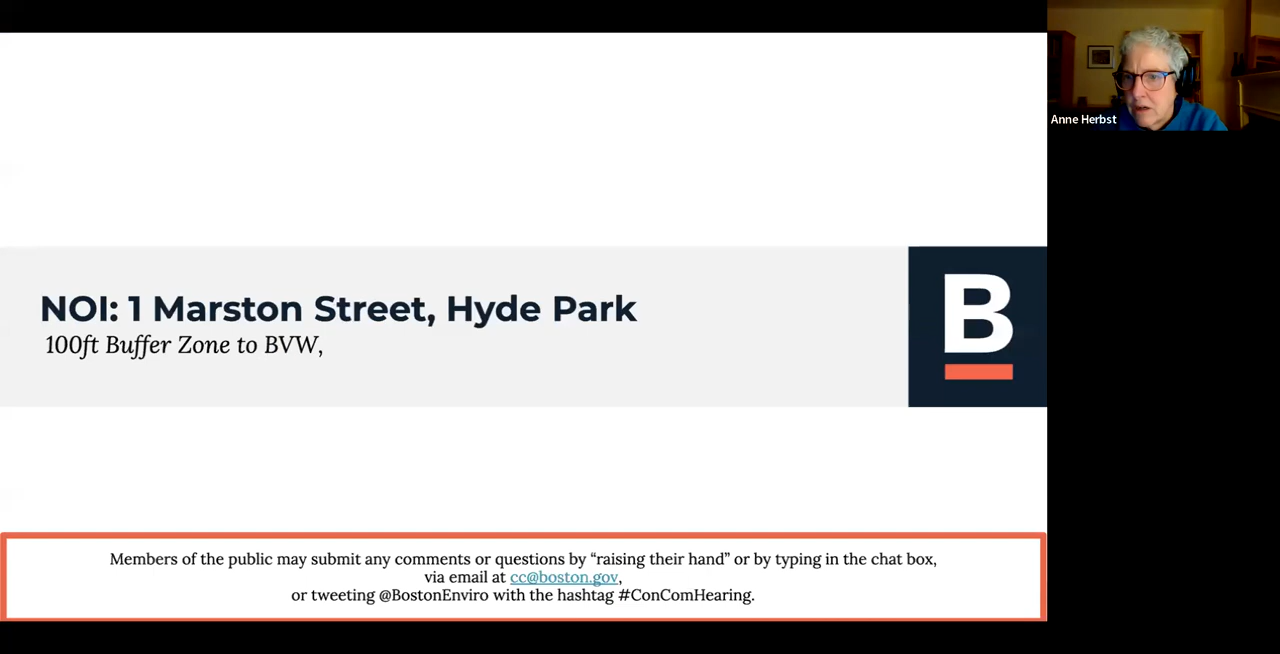 NOI: 1 Marston Street, Hyde Park
100ft Buffer Zone to BVW,
B
Anne Herbst
Members of the public may submit any comments or questions by “raising their hand” or by typing in the chat box,
via email at cc@boston.gov,
or tweeting @BostonEnviro with the hashtag #ConComHearing.